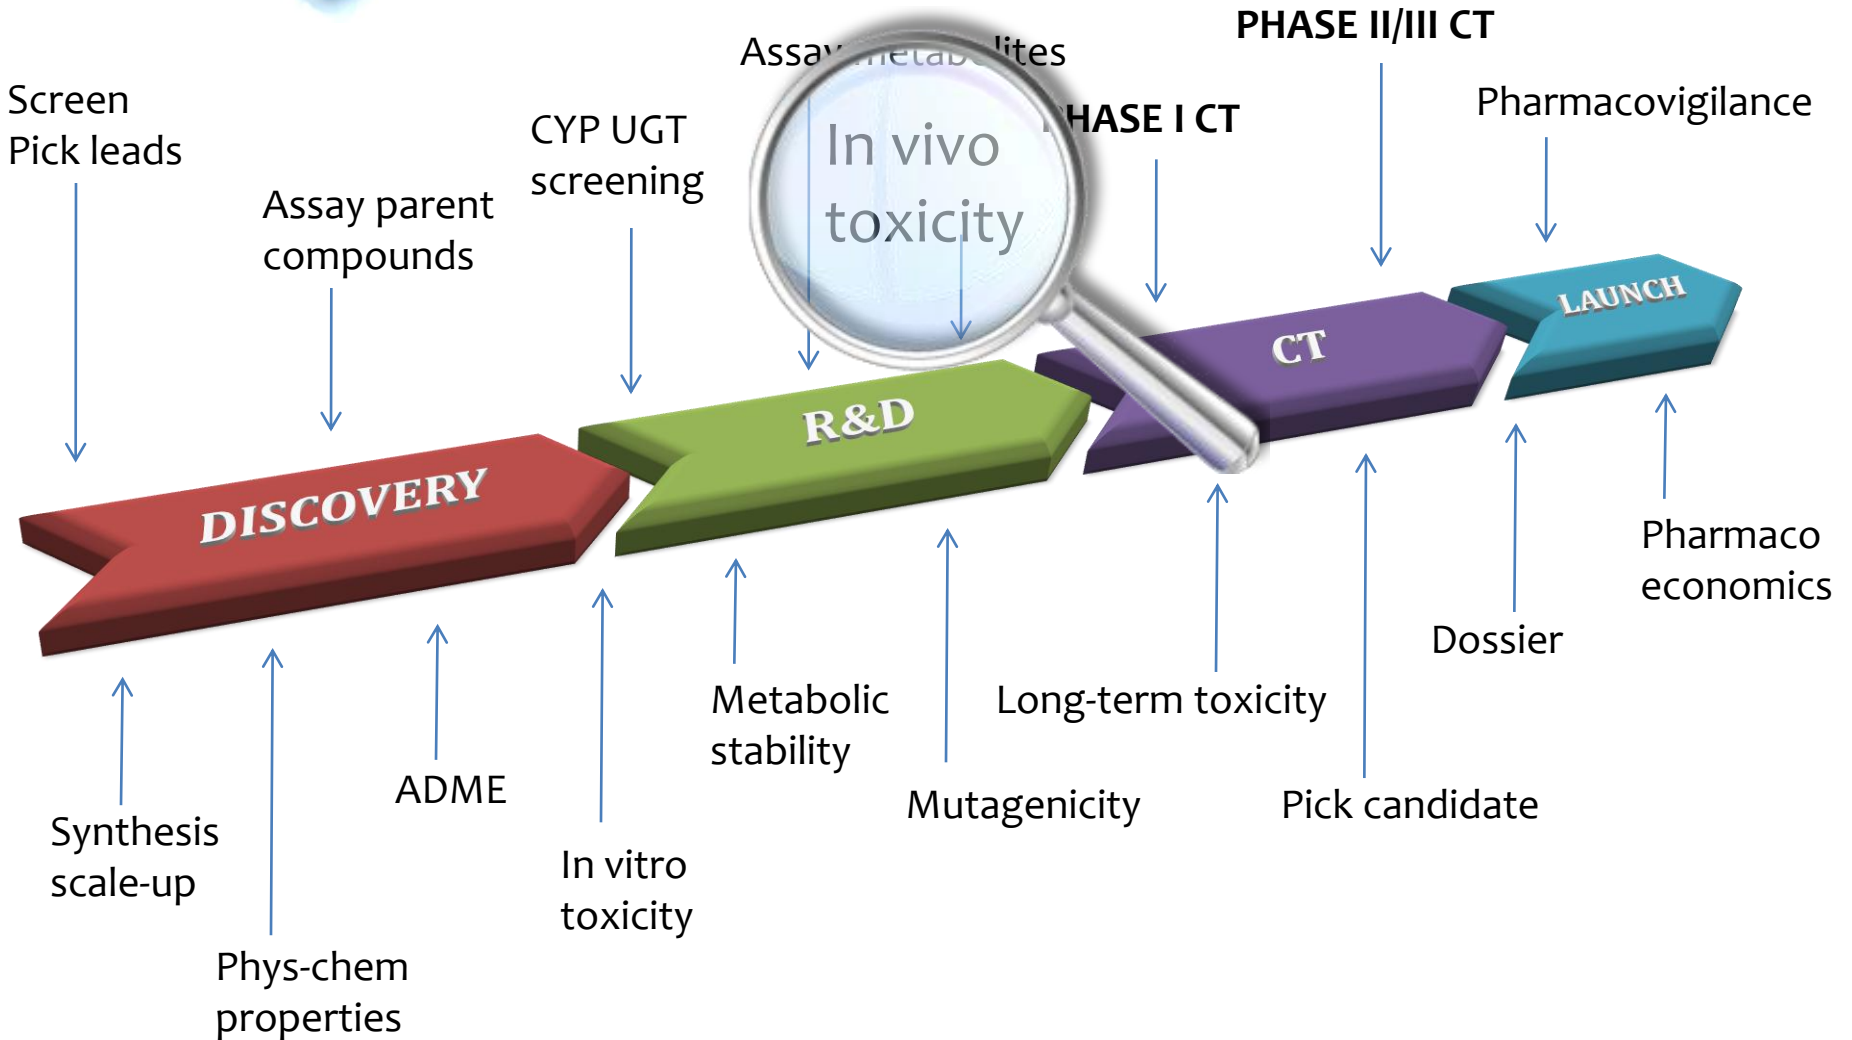 PHASE II/III CT
Assay metabolites
Screen
Pick leads
CYP UGT
screening
In vivo
toxicity
PHASE I CT
Pharmacovigilance
Assay parent
compounds
LAUNCH
CT
R&D
DISCOVERY
Pharmaco
economics
Dossier
Metabolic
stability
Long-term toxicity
ADME
Mutagenicity
Pick candidate
Synthesis
scale-up
In vitro
toxicity
Phys-chem
properties